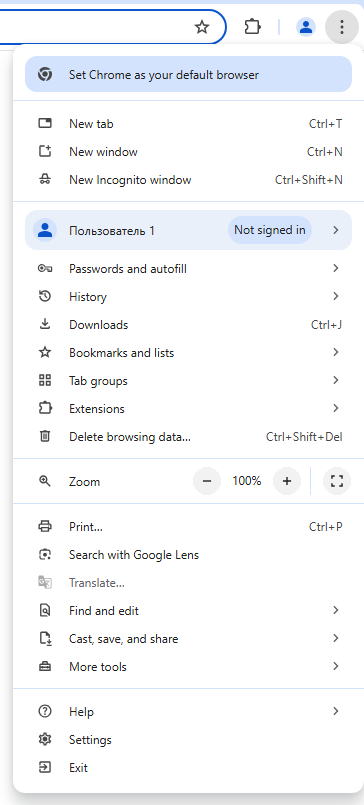 Set Chrome as your default browser
New tab Ctrl+T
New window Ctrl+N
New Incognito window Ctrl+Shift+N
Пользователь 1 Not signed in
Passwords and autofill
History
Downloads Ctrl+J
Bookmarks and lists
Tab groups
Extensions
Delete browsing data... Ctrl+Shift+Del
Zoom − 100% +
Print... Ctrl+P
Search with Google Lens
Translate...
Find and edit
Cast, save, and share
More tools
Help
Settings
Exit